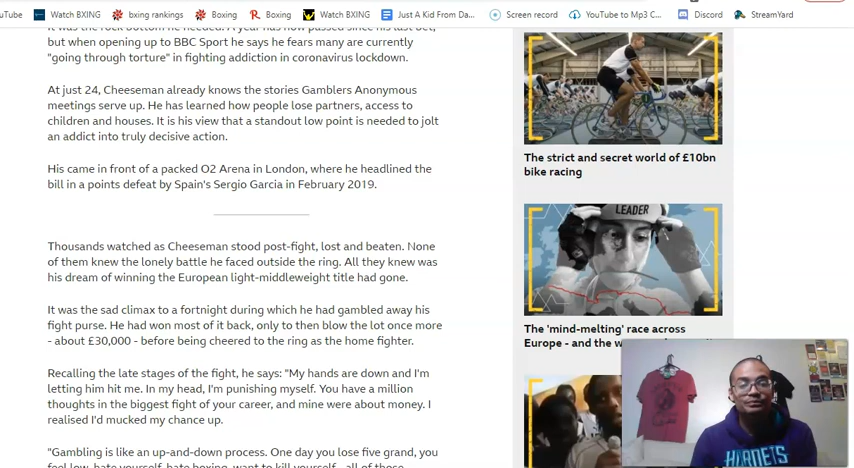 uTube Watch BXING bxing rankings Boxing Boxing Watch BXING Just A Kid From Da... Screen record YouTube to Mp3 C... Discord StreamYard
but when opening up to BBC Sport he says he fears many are currently
"going through torture" in fighting addiction in coronavirus lockdown.
At just 24, Cheeseman already knows the stories Gamblers Anonymous
meetings serve up. He has learned how people lose partners, access to
children and houses. It is his view that a standout low point is needed to jolt
an addict into truly decisive action.
His came in front of a packed O2 Arena in London, where he headlined the
bill in a points defeat by Spain's Sergio Garcia in February 2019.
Thousands watched as Cheeseman stood post-fight, lost and beaten. None
of them knew the lonely battle he faced outside the ring. All they knew was
his dream of winning the European light-middleweight title had gone.
It was the sad climax to a fortnight during which he had gambled away his
fight purse. He had won most of it back, only to then blow the lot once more
- about £30,000 - before being cheered to the ring as the home fighter.
Recalling the late stages of the fight, he says: "My hands are down and I'm
letting him hit me. In my head, I'm punishing myself. You have a million
thoughts in the biggest fight of your career, and mine were about money. I
realised I'd mucked my chance up.
"Gambling is like an up-and-down process. One day you lose five grand, you
The strict and secret world of £10bn
bike racing
LEADER
The 'mind-melting' race across
Europe - and the
HORNETS